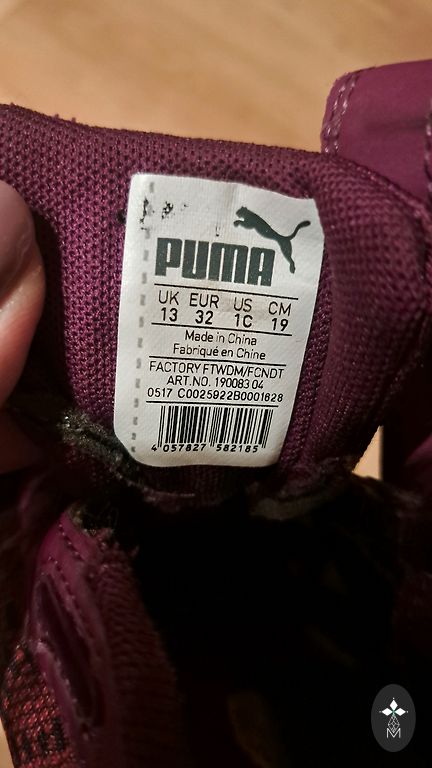 PUMA
UK EUR US CM
13 32 1C 19
Made in China
Fabriqué en Chine
FACTORY FTWDM/FCNDT
ART.NO. 190083 04
0517 C0025922B0001628
4 057827 582185
M